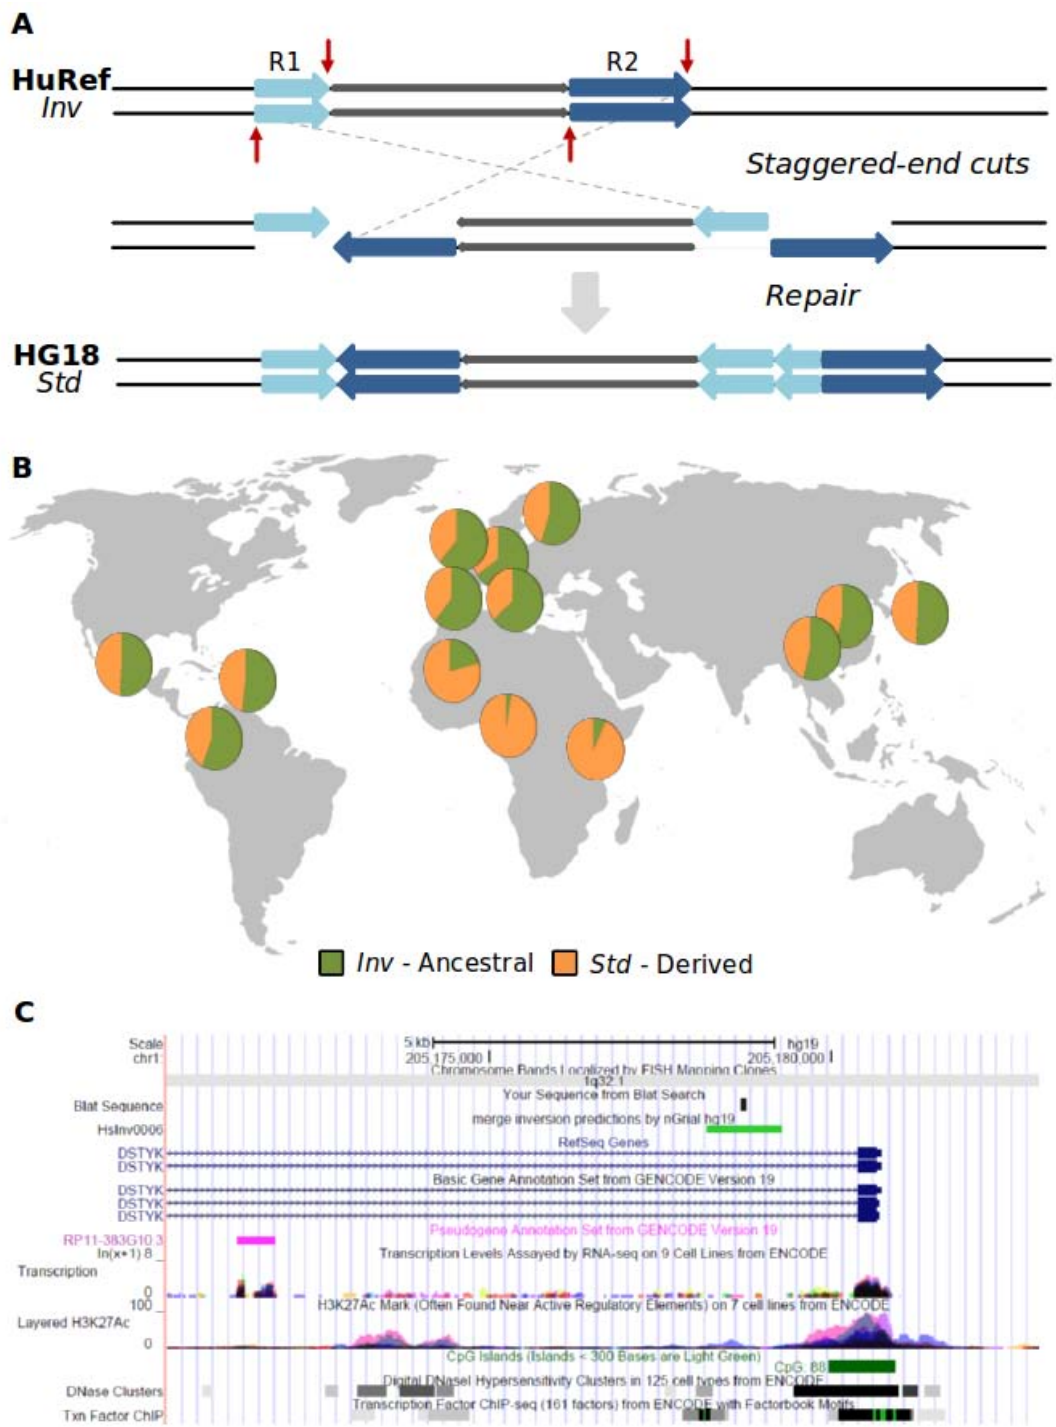 A
R1
R2
HuRef
Inv
Staggered-end cuts
Repair
HG18
Std
B
Inv - Ancestral
Std - Derived
C
Scale
5 kb
hg19
chr1:
205,175,000
205,180,000
Chromosome Bands Localized by FISH Mapping Clones
1q32.1
Your Sequence from Blat Search
Blat Sequence
merge inversion predictions by nGrial hg19
HsInv0006
RefSeq Genes
DSTYK
DSTYK
Basic Gene Annotation Set from GENCODE Version 19
DSTYK
DSTYK
DSTYK
Pseudogene Annotation Set from GENCODE Version 19
RP11-383G10.3
ln(x+1) 8
Transcription Levels Assayed by RNA-seq on 9 Cell Lines from ENCODE
Transcription
0
H3K27Ac Mark (Often Found Near Active Regulatory Elements) on 7 cell lines from ENCODE
100
Layered H3K27Ac
0
CpG Islands (Islands < 300 Bases are Light Green)
CpG: 88
Digital DNaseI Hypersensitivity Clusters in 125 cell types from ENCODE
DNase Clusters
Transcription Factor ChIP-seq (161 factors) from ENCODE with Factorbook Motifs
Txn Factor ChIP